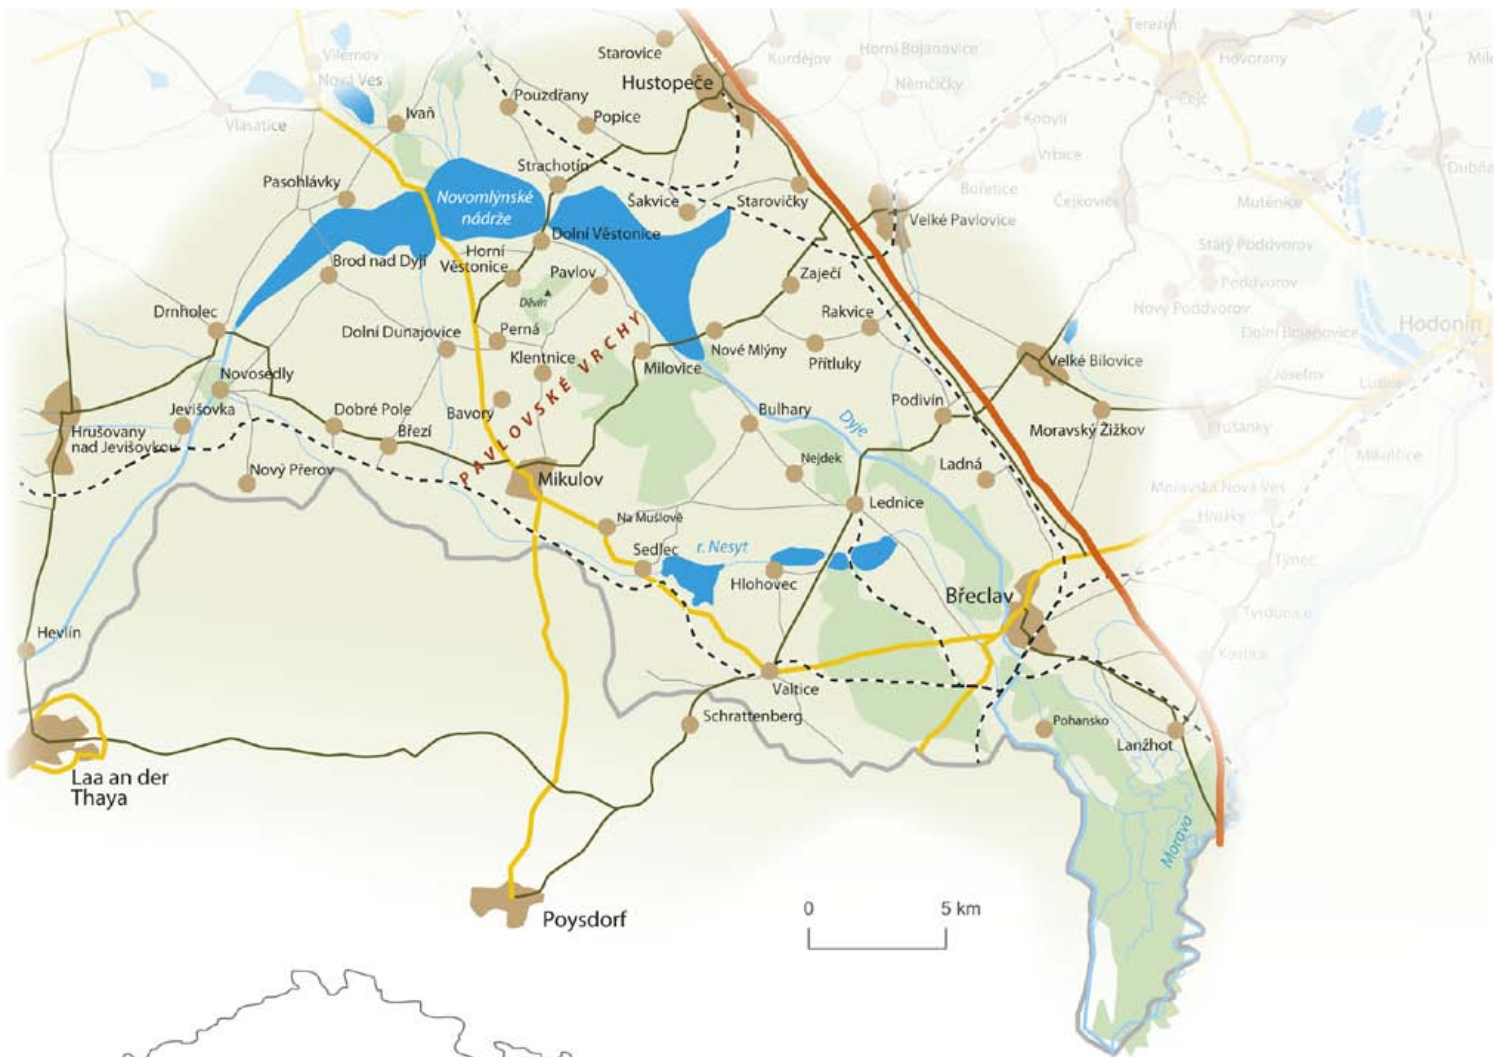 Terezín
Starovice
Kurdějov
Horní Bojanovice
Hovorany
Vilémov
Nová Ves
Hustopeče
Němčičky
Čejč
Pouzdřany
Ivaň
Popice
Vlasatice
Kobylí
Vrbice
Strachotín
Pasohlávky
Novomlýnské
nádrže
Šakvice
Starovičky
Bořetice
Čejkovice
Mutěnice
Velké Pavlovice
Dolní Věstonice
Starý Poddvorov
Brod nad Dyjí
Horní
Věstonice
Pavlov
Zaječí
Poddvorov
Děvín
Nový Poddvorov
Drnholec
Rakvice
Dolní Bojanovice
Hodonín
Dolní Dunajovice
Perná
Klentnice
PAVLOVSKÉ VRCHY
Milovice
Nové Mlýny
Přítluky
Velké Bílovice
Novosedly
Josefov
Lužice
Jevišovka
Dobré Pole
Bavory
Bulhary
Dyje
Podivín
Březí
Hrušovany
nad Jevišovkou
Moravský Žižkov
Prušánky
Mikulčice
Nový Přerov
Mikulov
Nejdek
Ladná
Moravská Nová Ves
Lednice
Hrušky
Na Mušlově
Sedlec
r. Nesyt
Hlohovec
Týnec
Břeclav
Tvrdonice
Hevlín
Kostice
Valtice
Schrattenberg
Pohansko
Lanžhot
Laa an der
Thaya
Morava
Poysdorf
0 5 km